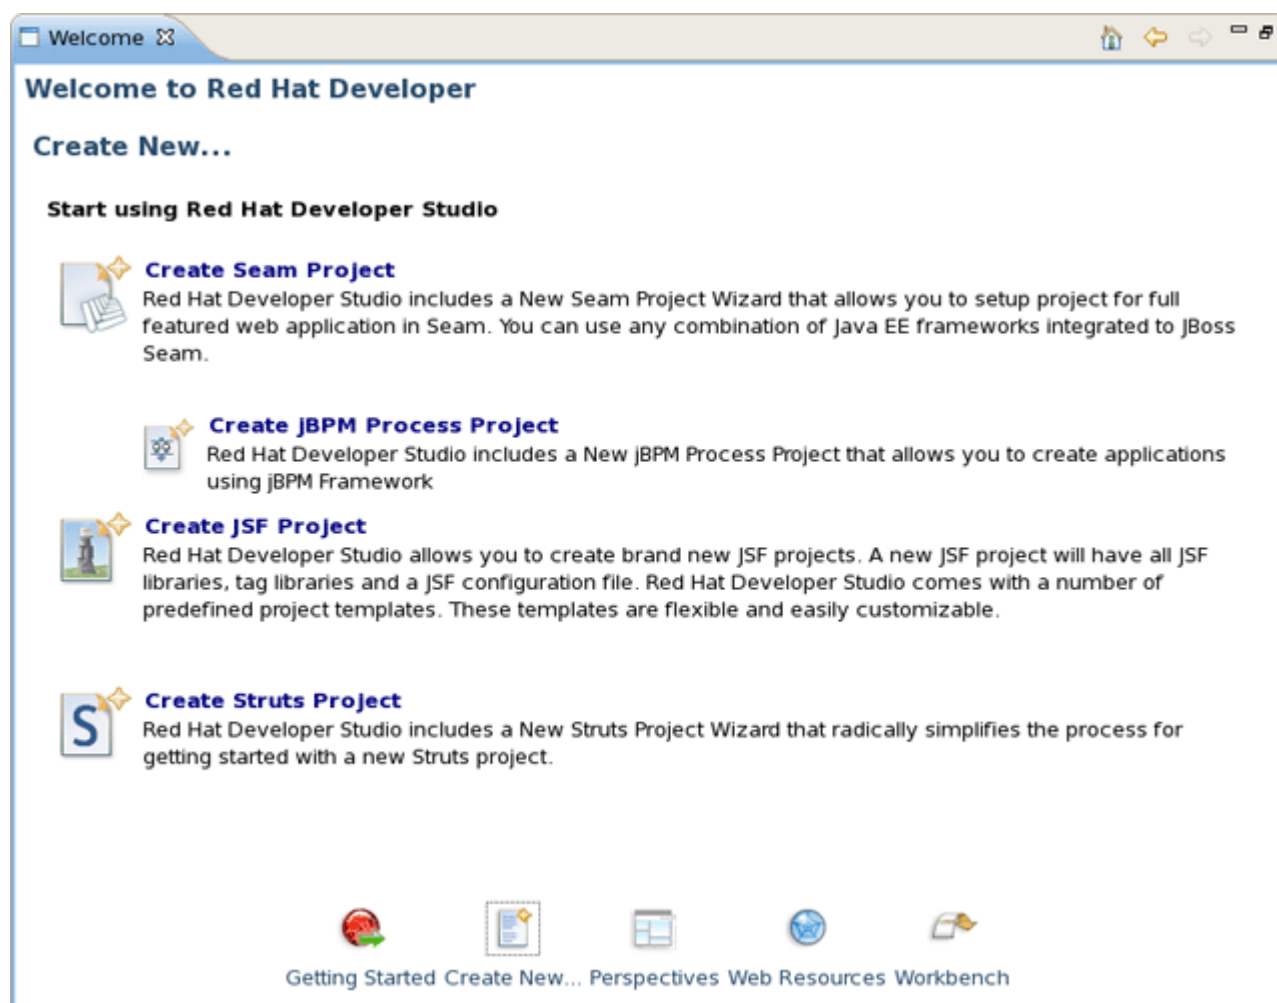 Welcome
Welcome to Red Hat Developer
Create New...
Start using Red Hat Developer Studio
Create Seam Project
Red Hat Developer Studio includes a New Seam Project Wizard that allows you to setup project for full
featured web application in Seam. You can use any combination of Java EE frameworks integrated to JBoss
Seam.
Create jBPM Process Project
Red Hat Developer Studio includes a New jBPM Process Project that allows you to create applications
using jBPM Framework
Create JSF Project
Red Hat Developer Studio allows you to create brand new JSF projects. A new JSF project will have all JSF
libraries, tag libraries and a JSF configuration file. Red Hat Developer Studio comes with a number of
predefined project templates. These templates are flexible and easily customizable.
S
Create Struts Project
Red Hat Developer Studio includes a New Struts Project Wizard that radically simplifies the process for
getting started with a new Struts project.
Getting Started Create New... Perspectives Web Resources Workbench